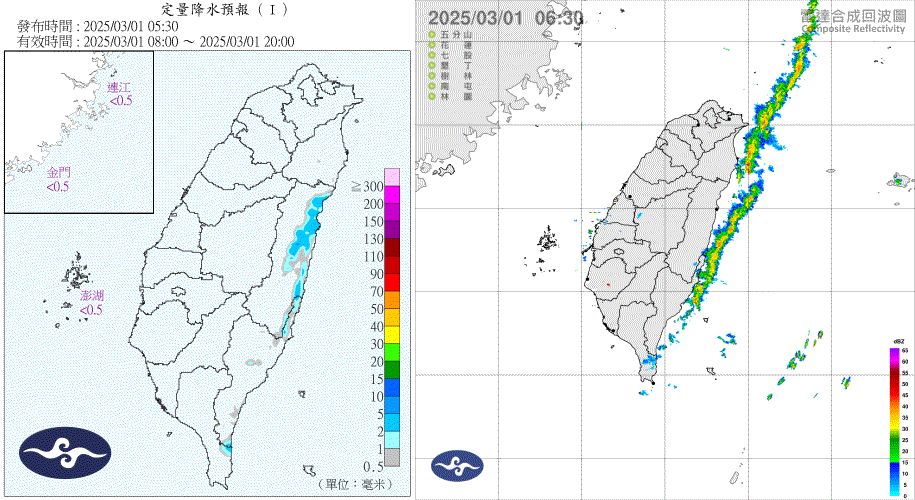 定量降水預報（I）
發布時間：2025/03/01 05:30
有效時間：2025/03/01 08:00 ～ 2025/03/01 20:00
連江
<0.5
金門
<0.5
澎湖
<0.5
≧ 300
200
150
130
110
90
70
50
40
30
20
15
10
5
2
1
0.5
（單位：毫米）
2025/03/01 06:30
雷達合成回波圖
Composite Reflectivity
五分山
花蓮
七股
墾丁
樹林
南屯
林園
dBZ
65
60
55
50
45
40
35
30
25
20
15
10
5
0